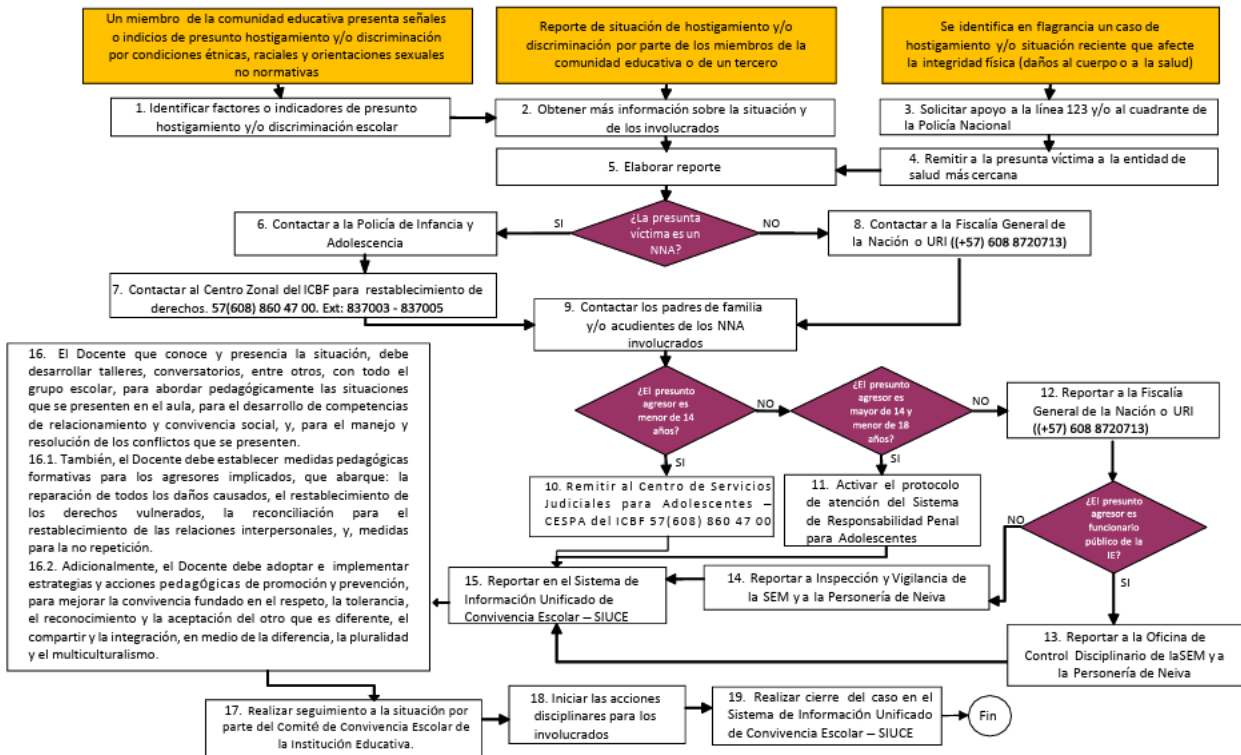 Un miembro de la comunidad educativa presenta señales
o indicios de presunto hostigamiento y/o discriminación
por condiciones étnicas, raciales y orientaciones sexuales
no normativas
Reporte de situación de hostigamiento y/o
discriminación por parte de los miembros de la
comunidad educativa o de un tercero
Se identifica en flagrancia un caso de
hostigamiento y/o situación reciente que afecte
la integridad física (daños al cuerpo o a la salud)
1. Identificar factores o indicadores de presunto
hostigamiento y/o discriminación escolar
2. Obtener más información sobre la situación y
de los involucrados
3. Solicitar apoyo a la línea 123 y/o al cuadrante de
la Policía Nacional
4. Remitir a la presunta víctima a la entidad de
salud más cercana
5. Elaborar reporte
¿La presunta
víctima es un
NNA?
SI
NO
6. Contactar a la Policía de Infancia y
Adolescencia
8. Contactar a la Fiscalía General de
la Nación o URI ((+57) 608 8720713)
7. Contactar al Centro Zonal del ICBF para restablecimiento de
derechos. 57(608) 860 47 00. Ext: 837003 - 837005
9. Contactar los padres de familia
y/o acudientes de los NNA
involucrados
¿El presunto
agresor es
menor de 14
años?
NO
SI
¿El presunto
agresor es
mayor de 14 y
menor de 18
años?
NO
SI
12. Reportar a la Fiscalía
General de la Nación o URI
((+57) 608 8720713)
10. Remitir al Centro de Servicios
Judiciales para Adolescentes –
CESPA del ICBF 57(608) 860 47 00
11. Activar el protocolo
de atención del Sistema
de Responsabilidad Penal
para Adolescentes
¿El presunto
agresor es
funcionario
público de la
IE?
NO
SI
13. Reportar a la Oficina de
Control Disciplinario de laSEM y a
la Personería de Neiva
14. Reportar a Inspección y Vigilancia de
la SEM y a la Personería de Neiva
15. Reportar en el Sistema de
Información Unificado de
Convivencia Escolar – SIUCE
16. El Docente que conoce y presencia la situación, debe
desarrollar talleres, conversatorios, entre otros, con todo el
grupo escolar, para abordar pedagógicamente las situaciones
que se presenten en el aula, para el desarrollo de competencias
de relacionamiento y convivencia social, y, para el manejo y
resolución de los conflictos que se presenten.
16.1. También, el Docente debe establecer medidas pedagógicas
formativas para los agresores implicados, que abarque: la
reparación de todos los daños causados, el restablecimiento de
los derechos vulnerados, la reconciliación para el
restablecimiento de las relaciones interpersonales, y, medidas
para la no repetición.
16.2. Adicionalmente, el Docente debe adoptar e implementar
estrategias y acciones pedagógicas de promoción y prevención,
para mejorar la convivencia fundado en el respeto, la tolerancia,
el reconocimiento y la aceptación del otro que es diferente, el
compartir y la integración, en medio de la diferencia, la pluralidad
y el multiculturalismo.
17. Realizar seguimiento a la situación por
parte del Comité de Convivencia Escolar de
la Institución Educativa.
18. Iniciar las acciones
disciplinares para los
involucrados
19. Realizar cierre del caso en el
Sistema de Información Unificado
de Convivencia Escolar – SIUCE
Fin